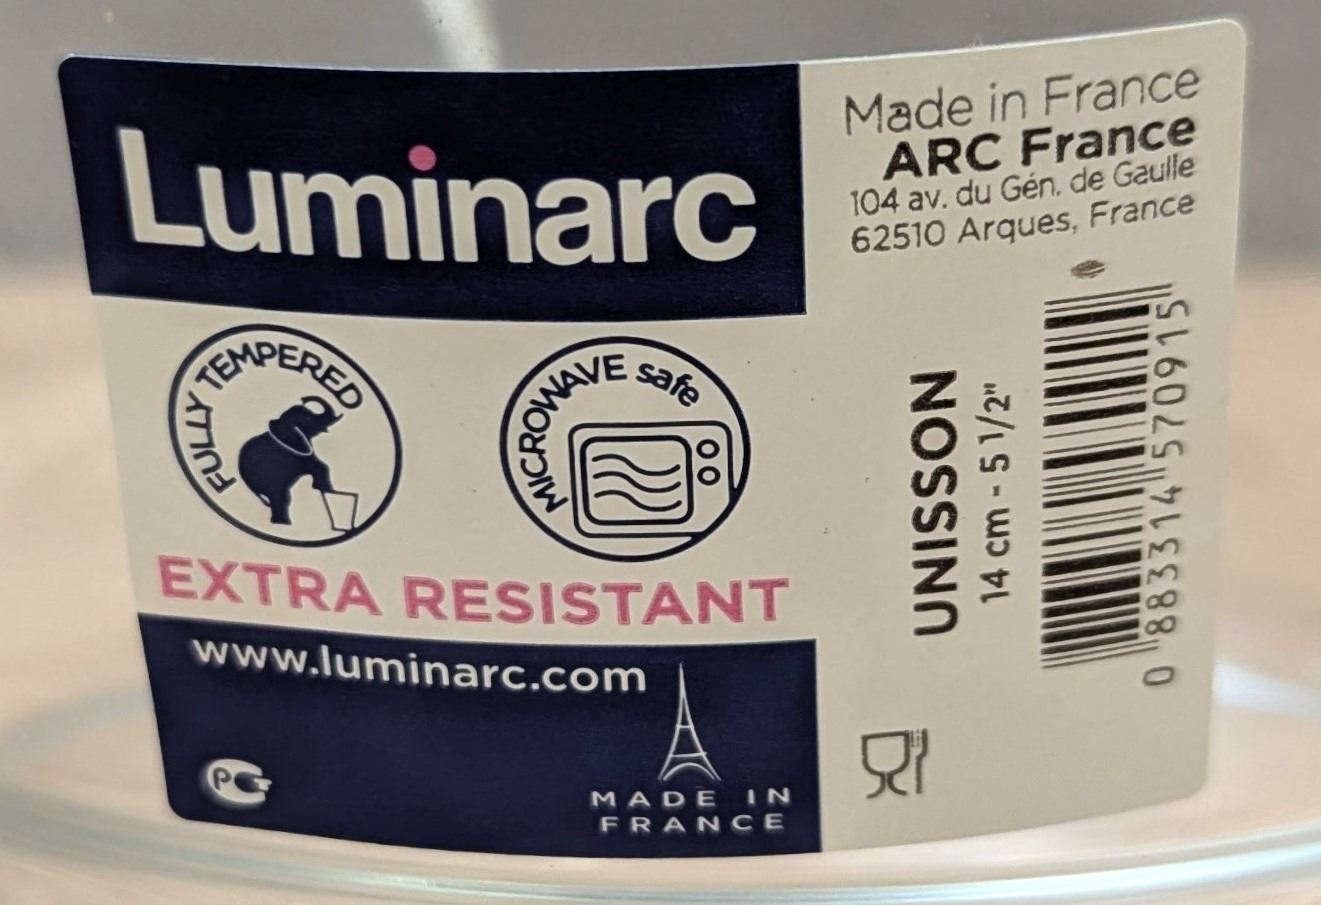 Luminarc
FULLY TEMPERED
MICROWAVE safe
EXTRA RESISTANT
www.luminarc.com
PCT
MADE IN
FRANCE
Made in France
ARC France
104 av. du Gén. de Gaulle
62510 Arques, France
UNISSON
14 cm - 5 1/2"
0 883314 570915